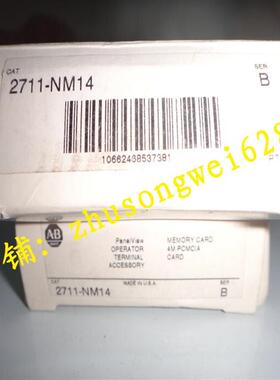 CAT
SER
2711-NM14
B
10662438537381
铺: zhusongwei628
AB
PanelView
OPERATOR
TERMINAL
ACCESSORY
MEMORY CARD
4M PCMCIA
CARD
CAT
MADE IN U.S.A.
SER
2711-NM14
B